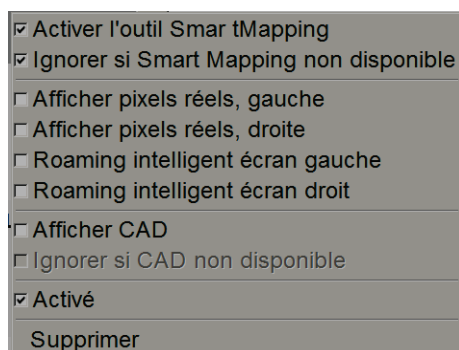 Activer l'outil Smar tMapping
Ignorer si Smart Mapping non disponible
Afficher pixels réels, gauche
Afficher pixels réels, droite
Roaming intelligent écran gauche
Roaming intelligent écran droit
Afficher CAD
Ignorer si CAD non disponible
Activé
Supprimer